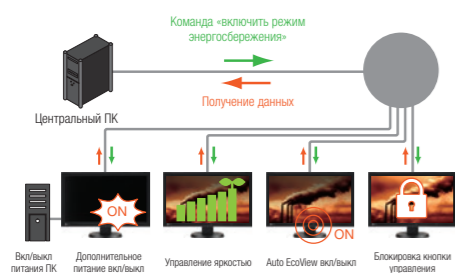 Команда «включить режим
энергосбережения»
Получение данных
Центральный ПК
ON
ON
Вкл/выкл
питания ПК
Дополнительное
питание вкл/выкл
Управление яркостью
Auto EcoView вкл/выкл
Блокировка кнопки
управления